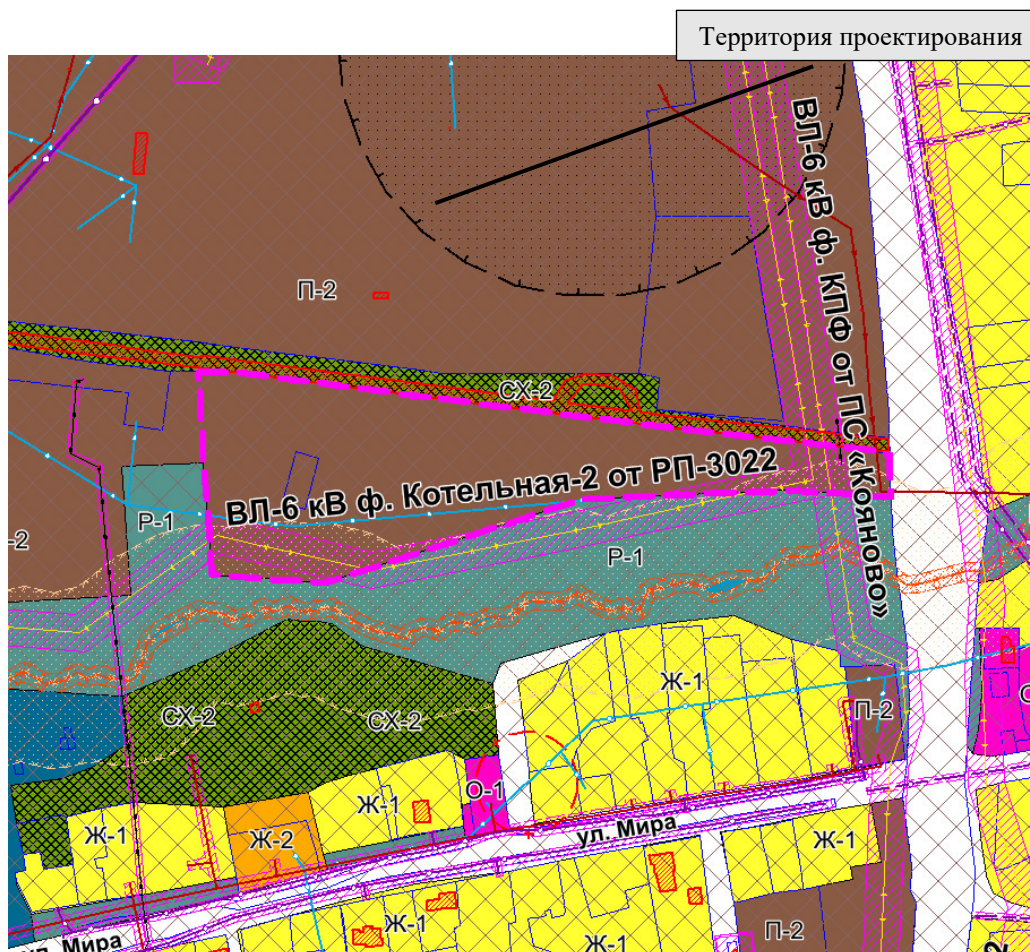 Территория проектирования
ВЛ-6 кВ ф. КПФ от ПС «Кояново»
П-2
СХ-2
ВЛ-6 кВ ф. Котельная-2 от РП-3022
Р-1
-2
Р-1
Ж-1
П-2
СХ-2
СХ-2
О-1
Ж-1
ул. Мира
Ж-1
Ж-2
Ж-1
Ж-1
П-2
ул. Мира
Ж-1
2